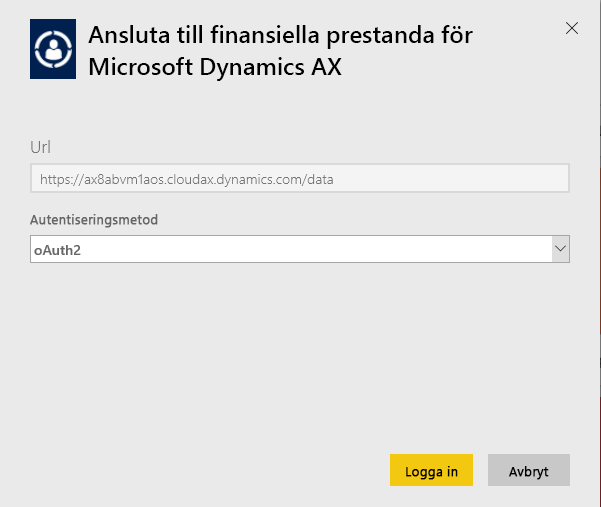 Ansluta till finansiella prestanda för
Microsoft Dynamics AX
Url
https://ax8abvm1aos.cloudax.dynamics.com/data
Autentiseringsmetod
oAuth2
Logga in
Avbryt